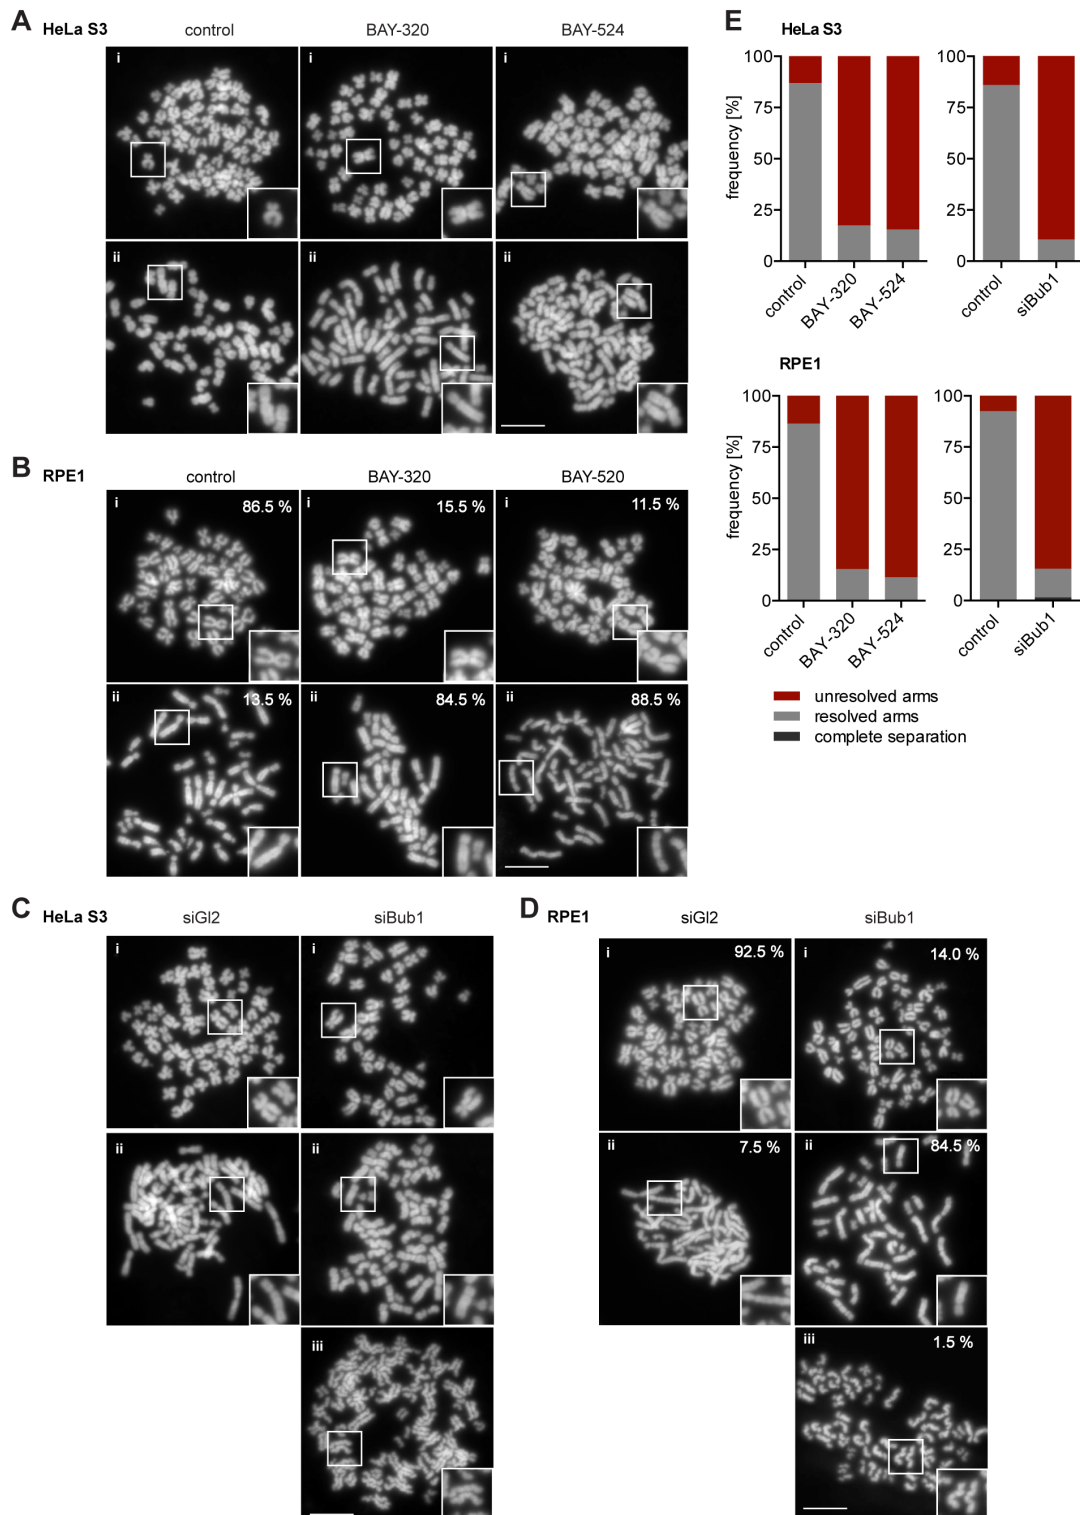 A HeLa S3 control BAY-320 BAY-524
i i i
ii ii ii
B RPE1 control BAY-320 BAY-520
i 86.5 % i 15.5 % i 11.5 %
ii 13.5 % ii 84.5 % ii 88.5 %
C HeLa S3 siGl2 siBub1
i i
ii ii
iii
D RPE1 siGl2 siBub1
i 92.5 % i 14.0 %
ii 7.5 % ii 84.5 %
iii 1.5 %
E HeLa S3
100 100
75 75
50 50
25 25
0 0
frequency [%]
control BAY-320 BAY-524 control siBub1
RPE1
100 100
75 75
50 50
25 25
0 0
frequency [%]
control BAY-320 BAY-524 control siBub1
unresolved arms
resolved arms
complete separation